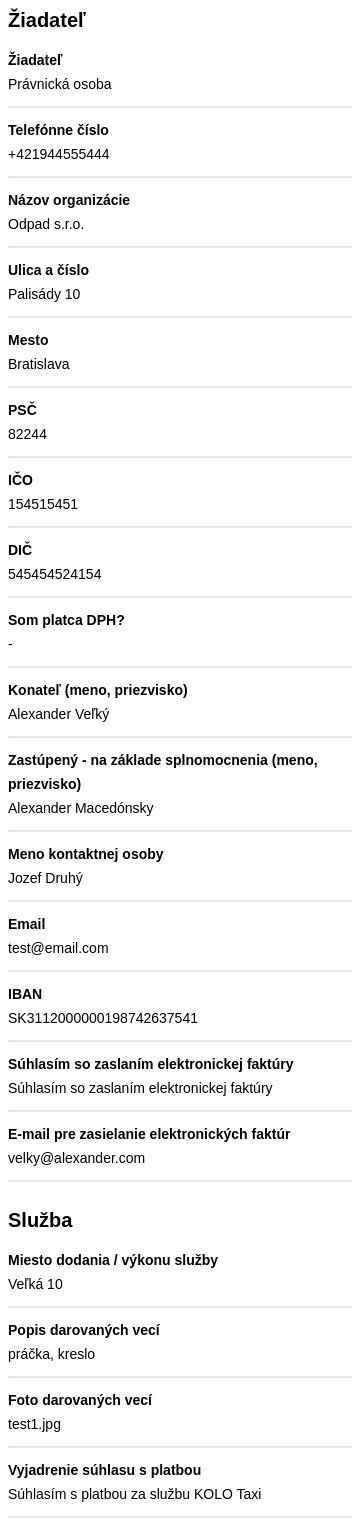 Žiadateľ
Žiadateľ
Právnická osoba
Telefónne číslo
+421944555444
Názov organizácie
Odpad s.r.o.
Ulica a číslo
Palisády 10
Mesto
Bratislava
PSČ
82244
IČO
154515451
DIČ
545454524154
Som platca DPH?
-
Konateľ (meno, priezvisko)
Alexander Veľký
Zastúpený - na základe splnomocnenia (meno,
priezvisko)
Alexander Macedónsky
Meno kontaktnej osoby
Jozef Druhý
Email
test@email.com
IBAN
SK3112000000198742637541
Súhlasím so zaslaním elektronickej faktúry
Súhlasím so zaslaním elektronickej faktúry
E-mail pre zasielanie elektronických faktúr
velky@alexander.com
Služba
Miesto dodania / výkonu služby
Veľká 10
Popis darovaných vecí
práčka, kreslo
Foto darovaných vecí
test1.jpg
Vyjadrenie súhlasu s platbou
Súhlasím s platbou za službu KOLO Taxi